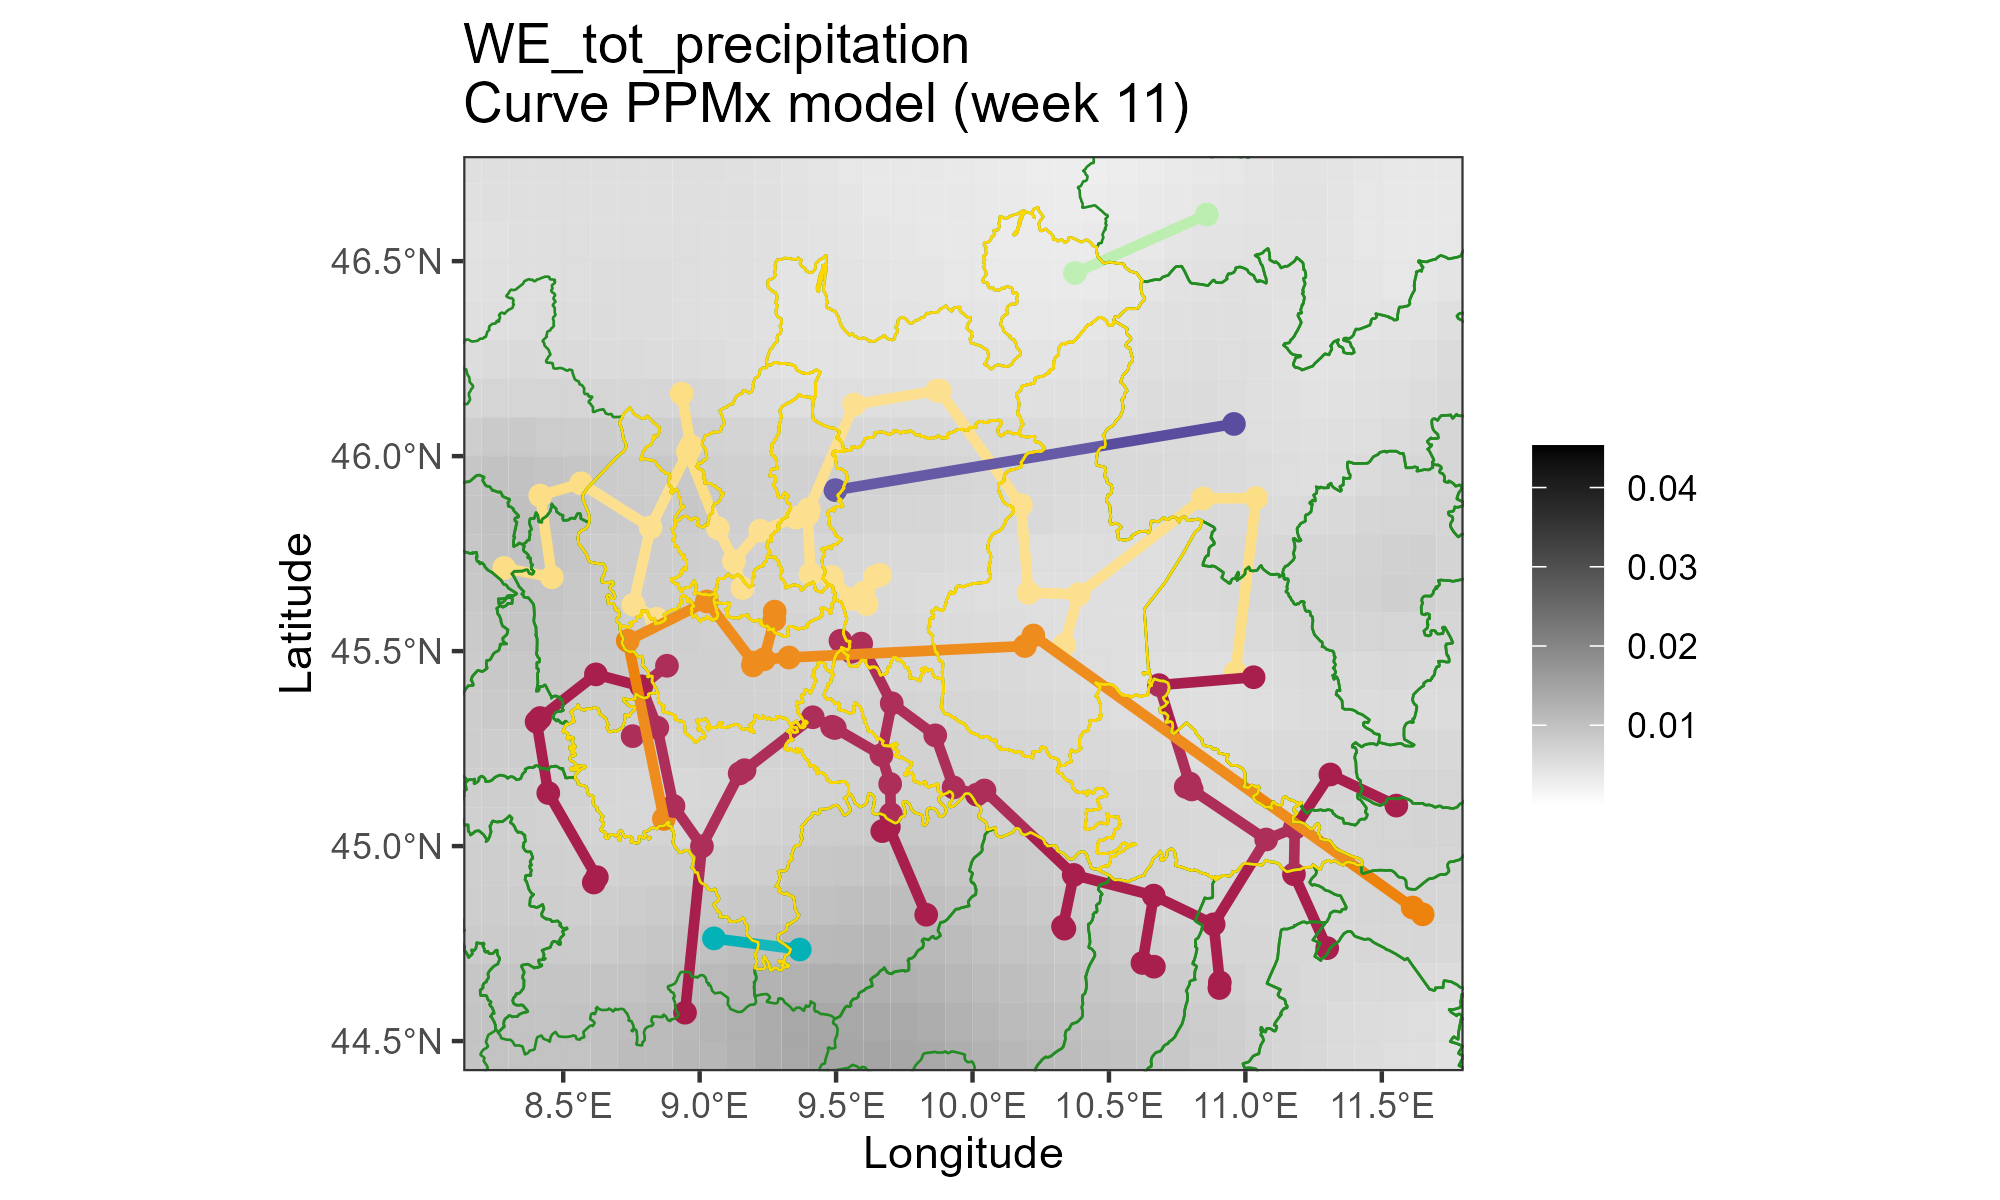 WE_tot_precipitation
Curve PPMx model (week 11)
Latitude
46.5°N
46.0°N
45.5°N
45.0°N
44.5°N
8.5°E
9.0°E
9.5°E
10.0°E
10.5°E
11.0°E
11.5°E
Longitude
0.04
0.03
0.02
0.01